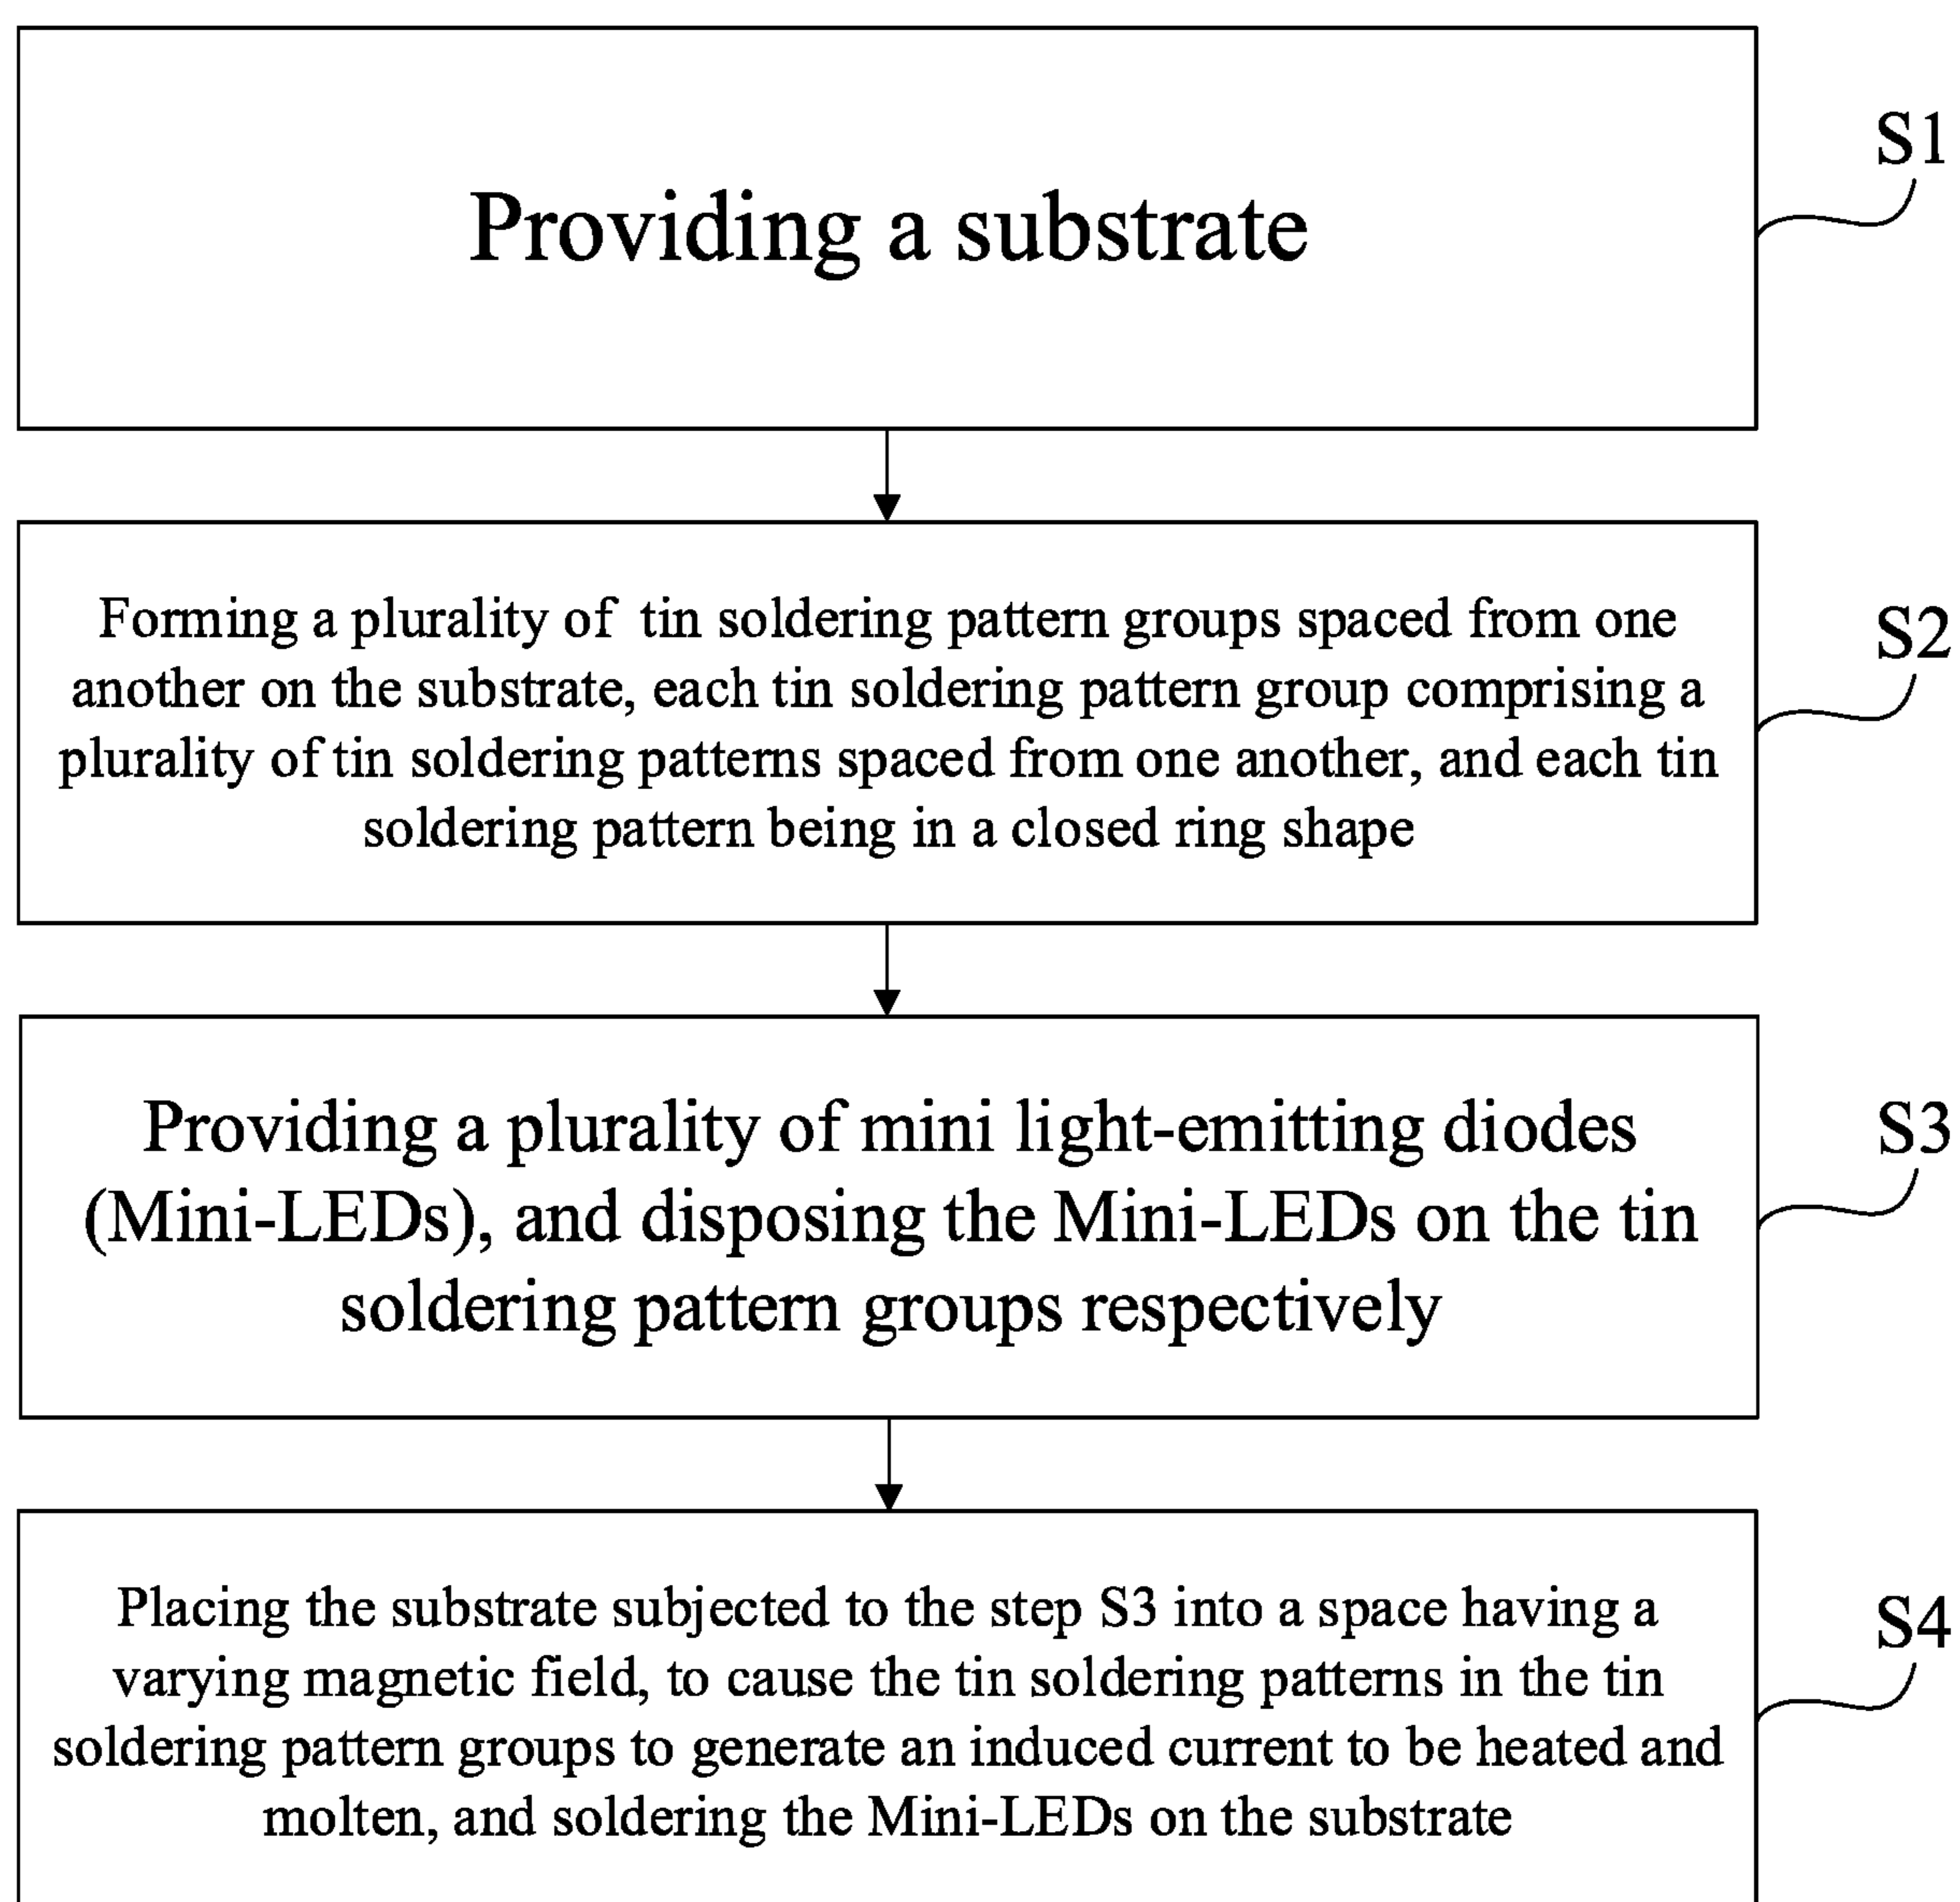 Providing a substrate
S1
Forming a plurality of tin soldering pattern groups spaced from one
another on the substrate, each tin soldering pattern group comprising a
plurality of tin soldering patterns spaced from one another, and each tin
soldering pattern being in a closed ring shape
S2
Providing a plurality of mini light-emitting diodes
(Mini-LEDs), and disposing the Mini-LEDs on the tin
soldering pattern groups respectively
S3
Placing the substrate subjected to the step S3 into a space having a
varying magnetic field, to cause the tin soldering patterns in the tin
soldering pattern groups to generate an induced current to be heated and
molten, and soldering the Mini-LEDs on the substrate
S4